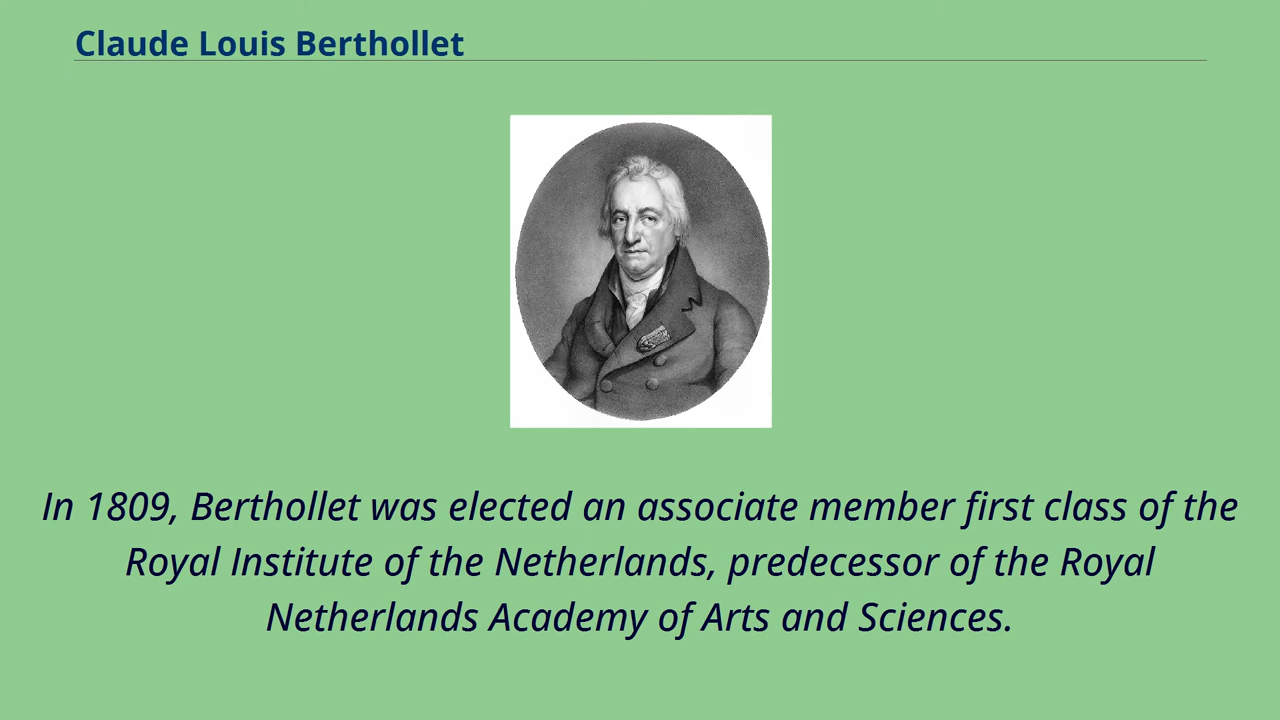 Claude Louis Berthollet
In 1809, Berthollet was elected an associate member first class of the
Royal Institute of the Netherlands, predecessor of the Royal
Netherlands Academy of Arts and Sciences.